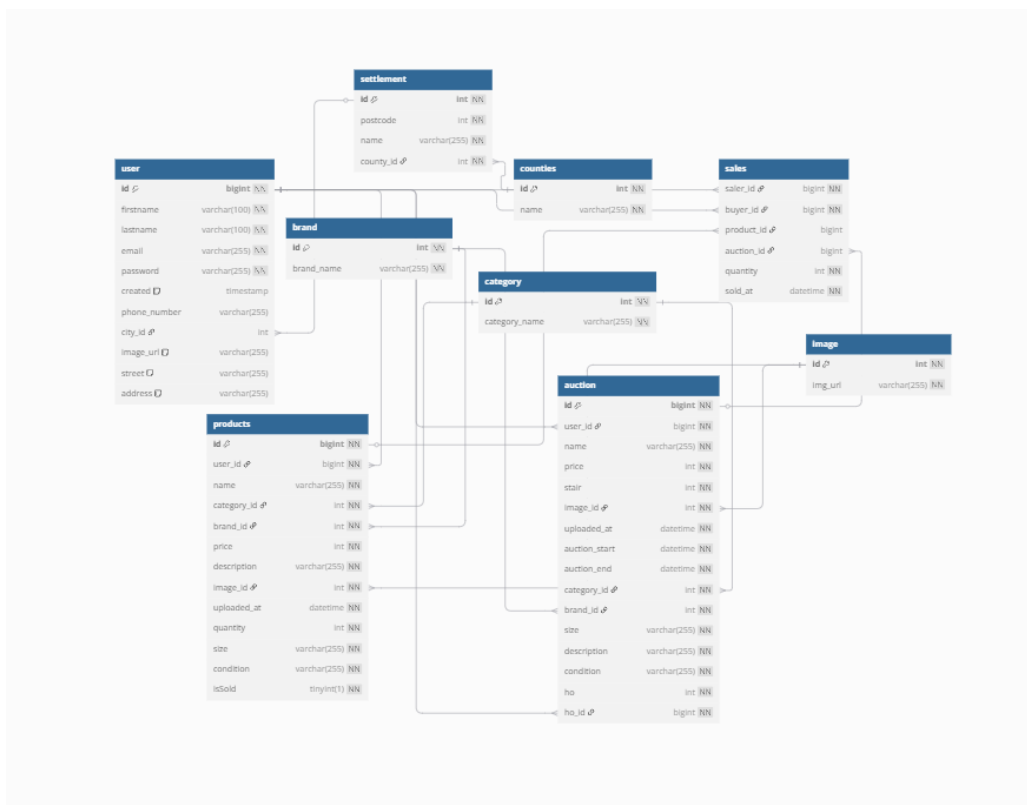 settlement
id int NN
postcode int NN
name varchar(255) NN
county_id int NN
user
id bigint NN
firstname varchar(100) NN
lastname varchar(100) NN
email varchar(255) NN
password varchar(255) NN
created timestamp
phone_number varchar(255)
city_id int
image_url varchar(255)
street varchar(255)
address varchar(255)
counties
id int NN
name varchar(255) NN
sales
saler_id bigint NN
buyer_id bigint NN
product_id bigint
auction_id bigint
quantity int NN
sold_at datetime NN
brand
id int NN
brand_name varchar(255) NN
category
id int NN
category_name varchar(255) NN
image
id int NN
img_url varchar(255) NN
auction
id bigint NN
user_id bigint NN
name varchar(255) NN
price int NN
stair int NN
image_id int NN
uploaded_at datetime NN
auction_start datetime NN
auction_end datetime NN
category_id int NN
brand_id int NN
size varchar(255) NN
description varchar(255) NN
condition varchar(255) NN
ho int NN
ho_id bigint NN
products
id bigint NN
user_id bigint NN
name varchar(255) NN
category_id int NN
brand_id int NN
price int NN
description varchar(255) NN
image_id int NN
uploaded_at datetime NN
quantity int NN
size varchar(255) NN
condition varchar(255) NN
isSold tinyint(1) NN